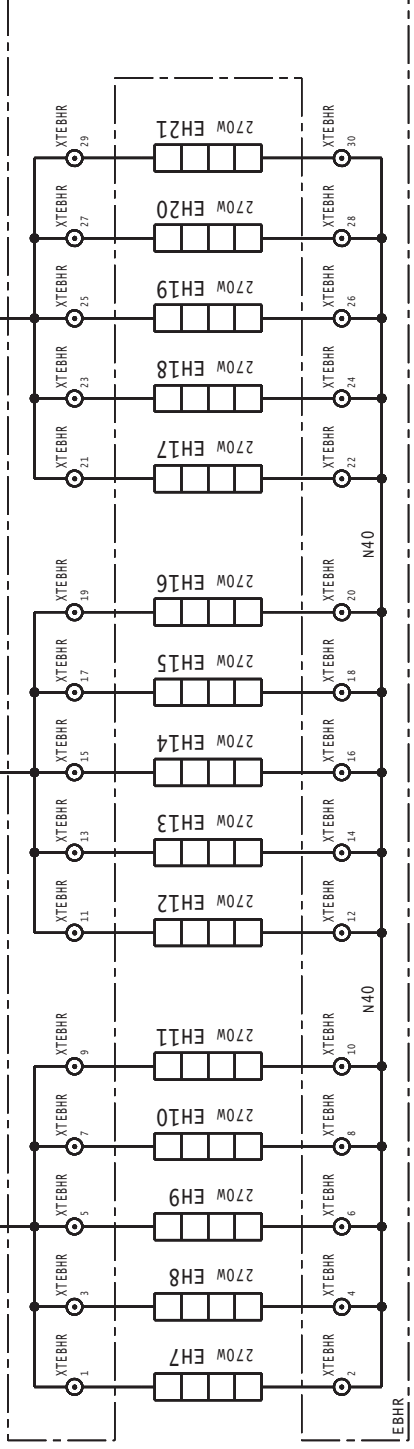 XTEBHR 29 EH21 270W XTEBHR 30
XTEBHR 27 EH20 270W XTEBHR 28
XTEBHR 25 EH19 270W XTEBHR 26
XTEBHR 23 EH18 270W XTEBHR 24
XTEBHR 21 EH17 270W XTEBHR 22
N40
XTEBHR 19 EH16 270W XTEBHR 20
XTEBHR 17 EH15 270W XTEBHR 18
XTEBHR 15 EH14 270W XTEBHR 16
XTEBHR 13 EH13 270W XTEBHR 14
XTEBHR 11 EH12 270W XTEBHR 12
N40
XTEBHR 9 EH11 270W XTEBHR 10
XTEBHR 7 EH10 270W XTEBHR 8
XTEBHR 5 EH9 270W XTEBHR 6
XTEBHR 3 EH8 270W XTEBHR 4
XTEBHR 1 EH7 270W XTEBHR 2
EBHR